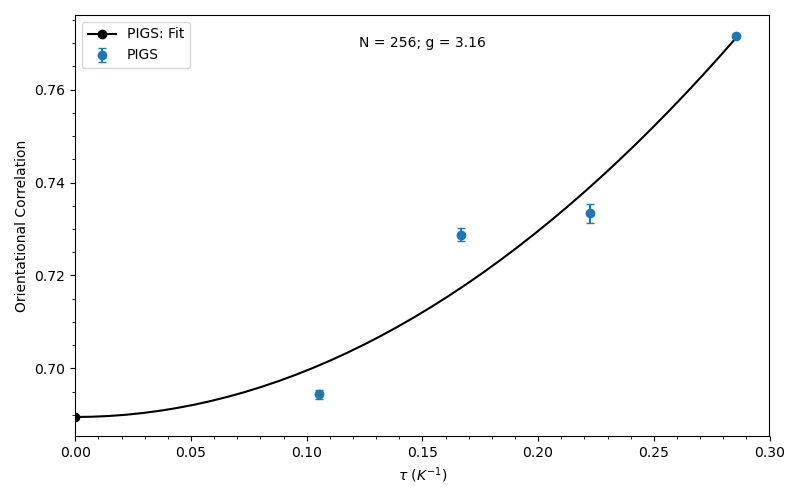 PIGS: Fit
PIGS
N = 256; g = 3.16
Orientational Correlation
0.76
0.74
0.72
0.70
0.00 0.05 0.10 0.15 0.20 0.25 0.30
τ (K⁻¹)